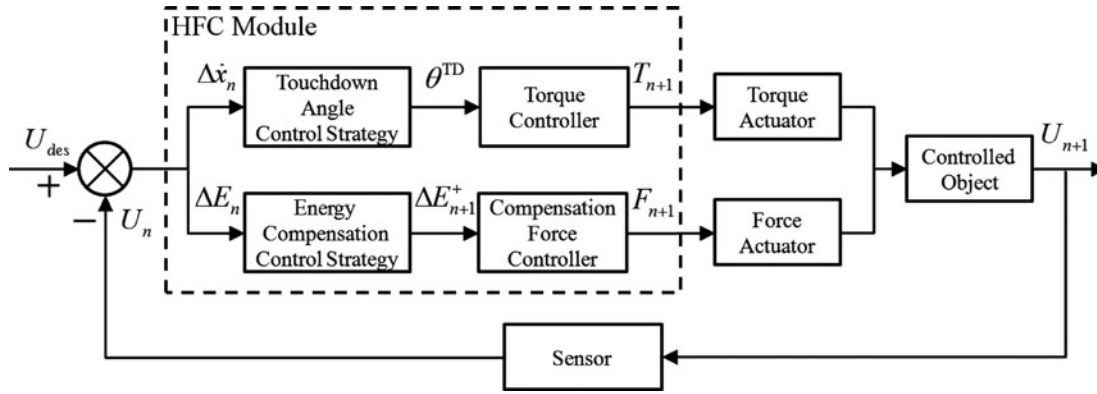 HFC Module
Δẋₙ
Touchdown
Angle
Control Strategy
θᵀᴰ
Torque
Controller
Tₙ₊₁
Torque
Actuator
U_des
+
−
Uₙ
ΔEₙ
Energy
Compensation
Control Strategy
ΔE⁺ₙ₊₁
Compensation
Force
Controller
Fₙ₊₁
Force
Actuator
Controlled
Object
Uₙ₊₁
Sensor